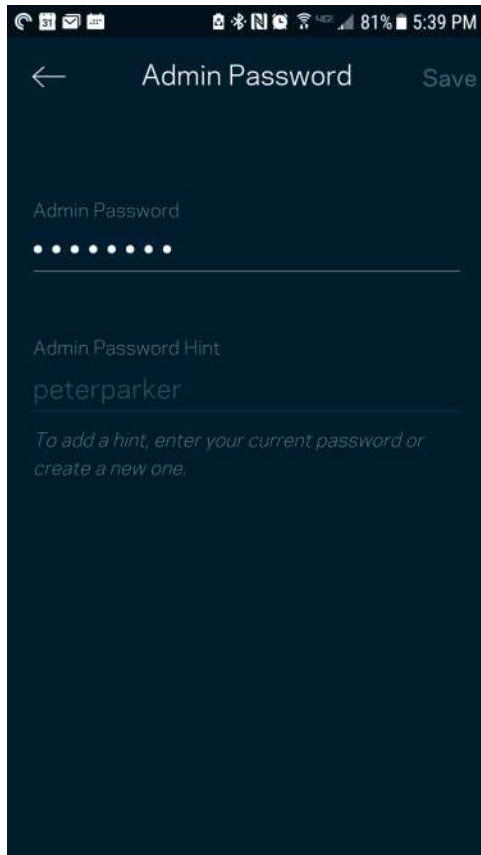 31 81% 5:39 PM
Admin Password Save
Admin Password
Admin Password Hint
peterparker
To add a hint, enter your current password or
create a new one.